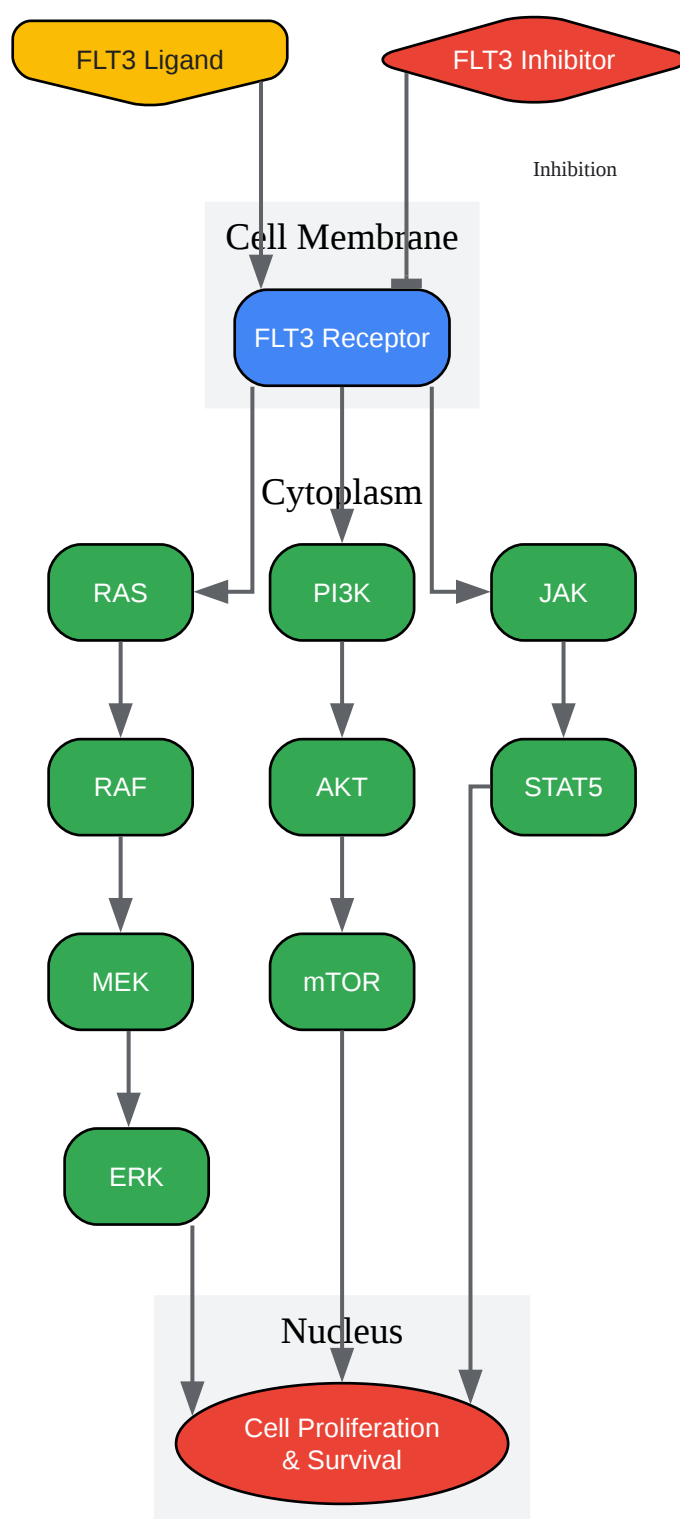 FLT3 Ligand
FLT3 Inhibitor
Inhibition
Cell Membrane
FLT3 Receptor
Cytoplasm
RAS
PI3K
JAK
RAF
AKT
STAT5
MEK
mTOR
ERK
Nucleus
Cell Proliferation
& Survival